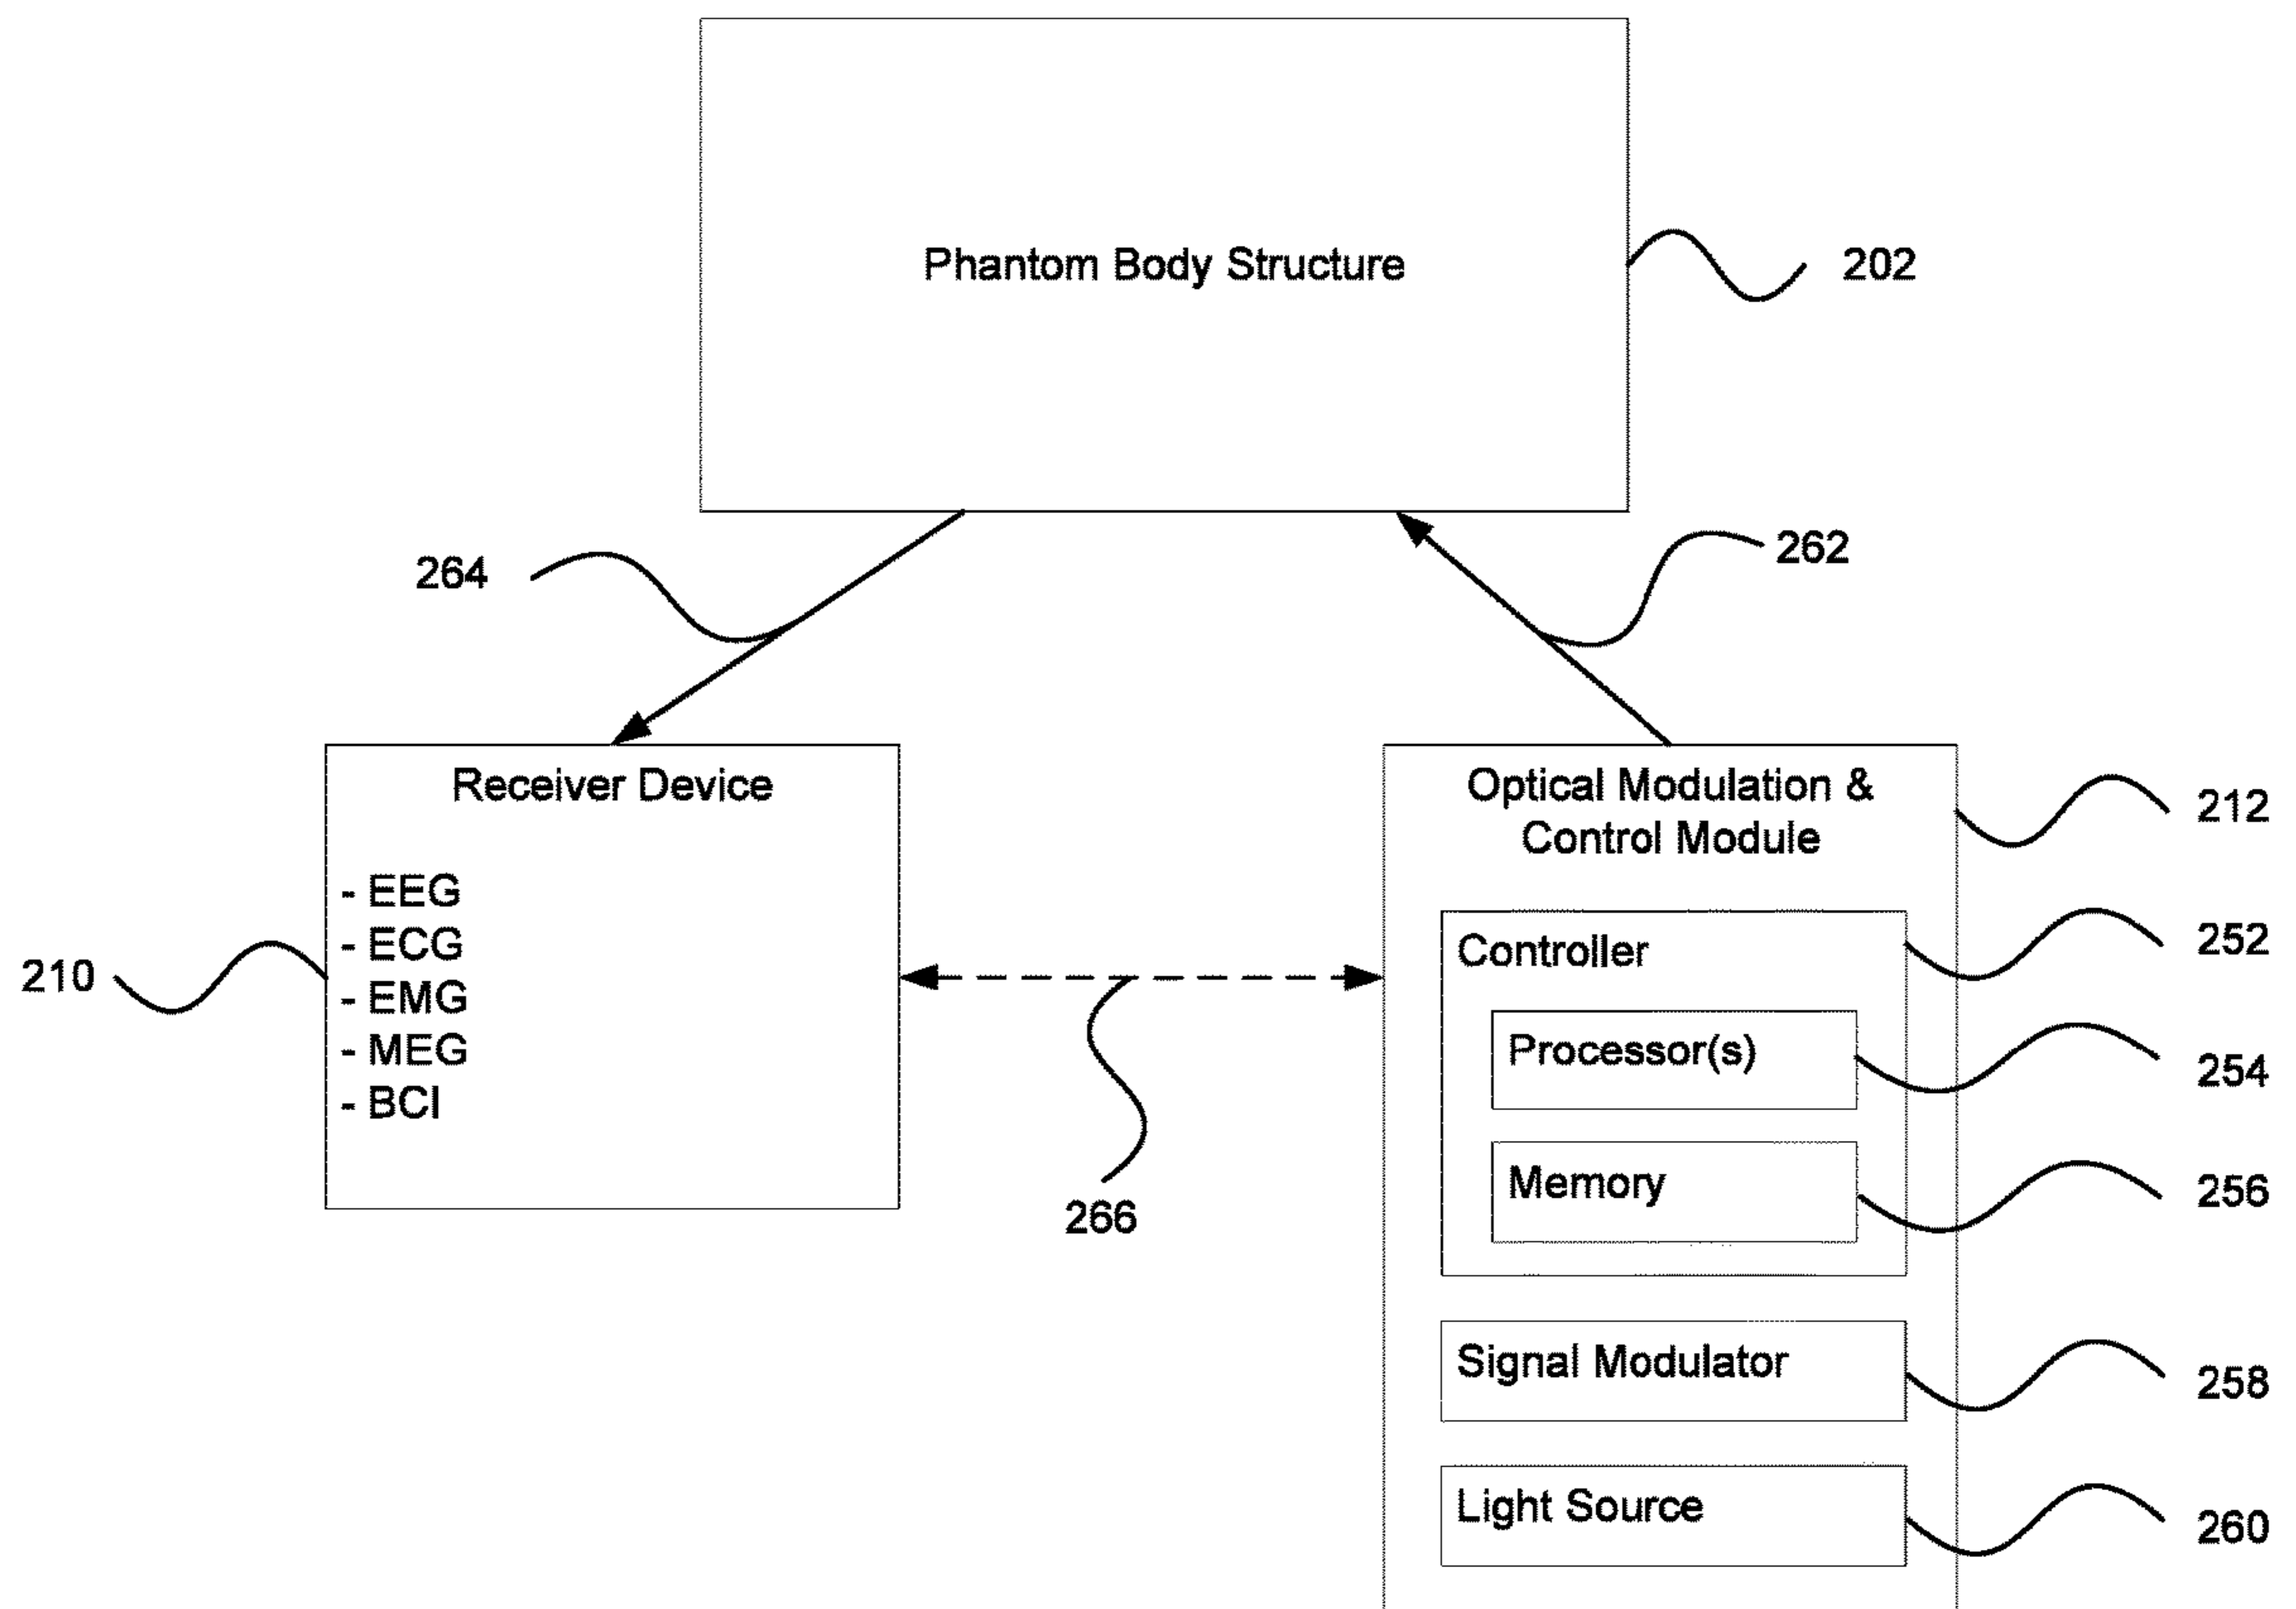 Phantom Body Structure
202
264
262
Receiver Device
- EEG
- ECG
- EMG
- MEG
- BCI
210
266
Optical Modulation &
Control Module
212
Controller
252
Processor(s)
254
Memory
256
Signal Modulator
258
Light Source
260